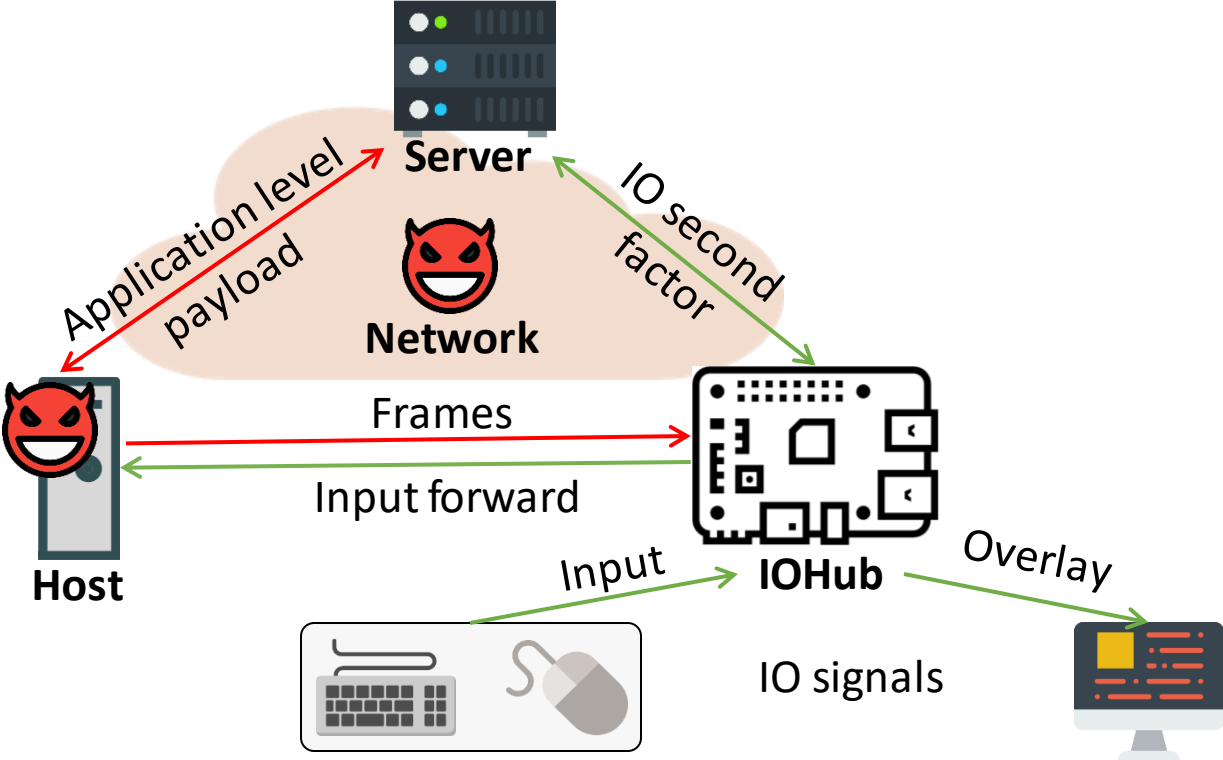 Server
Application level
payload
IO second
factor
Network
Frames
Input forward
Host
Input
IOHub
Overlay
IO signals